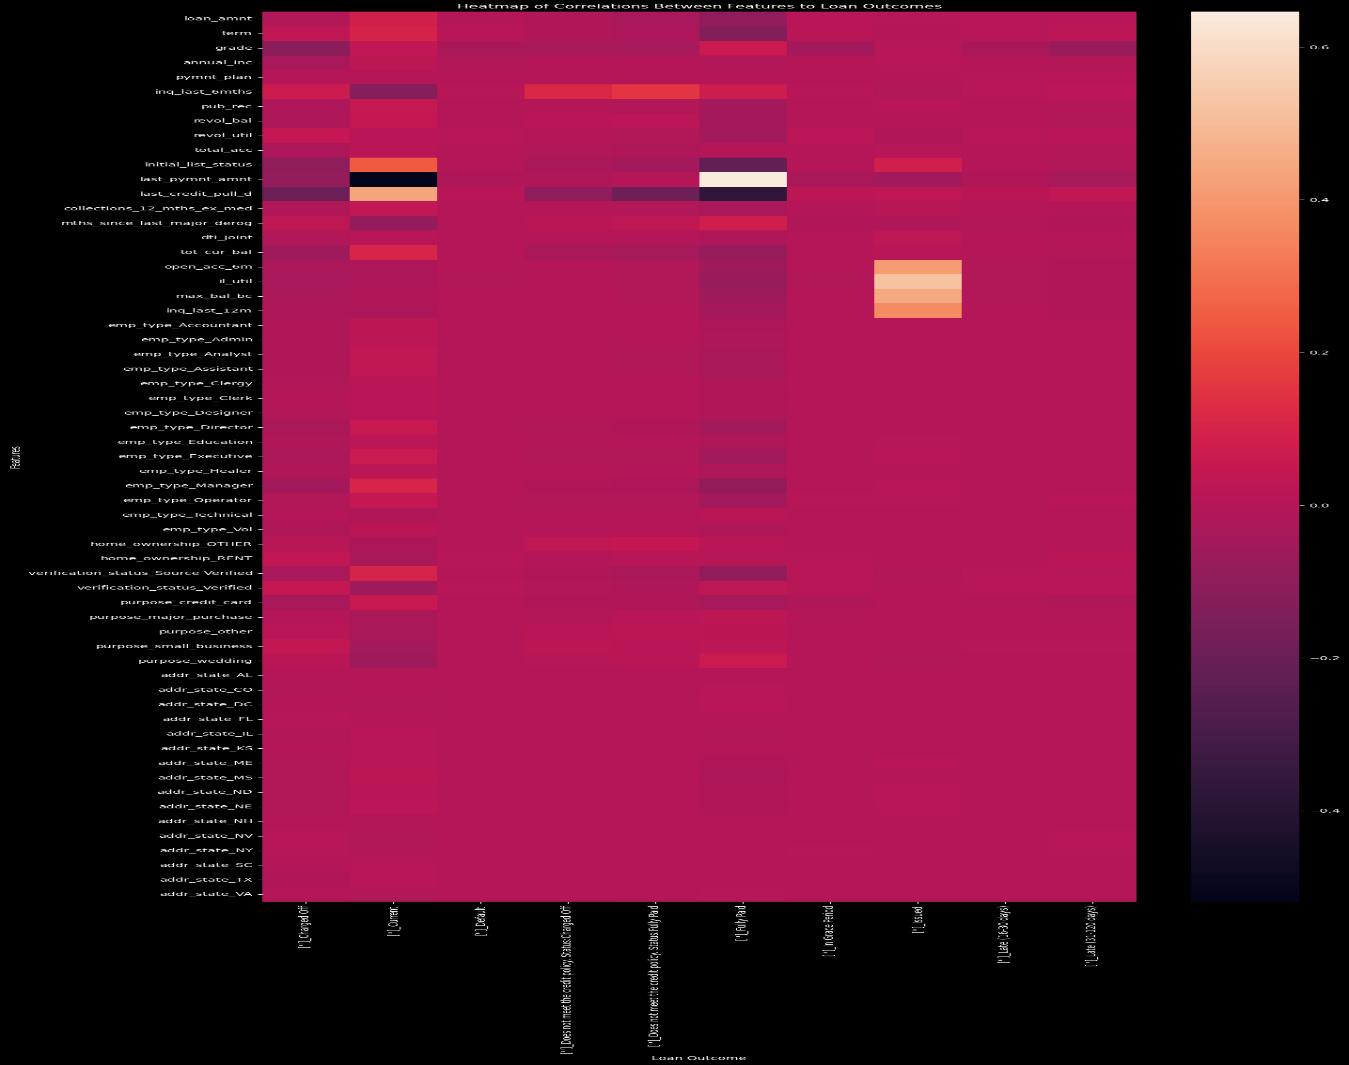 Heatmap of Correlations Between Features to Loan Outcomes
loan_amnt
term
grade
annual_inc
pymnt_plan
inq_last_6mths
pub_rec
revol_bal
revol_util
total_acc
initial_list_status
last_pymnt_amnt
last_credit_pull_d
collections_12_mths_ex_med
mths_since_last_major_derog
dti_joint
tot_cur_bal
open_acc_6m
il_util
max_bal_bc
inq_last_12m
emp_type_Accountant
emp_type_Admin
emp_type_Analyst
emp_type_Assistant
emp_type_Clergy
emp_type_Clerk
emp_type_Designer
emp_type_Director
emp_type_Education
emp_type_Executive
emp_type_Healer
emp_type_Manager
emp_type_Operator
emp_type_Technical
emp_type_Vol
home_ownership_OTHER
home_ownership_RENT
verification_status_Source Verified
verification_status_Verified
purpose_credit_card
purpose_major_purchase
purpose_other
purpose_small_business
purpose_wedding
addr_state_AL
addr_state_CO
addr_state_DC
addr_state_FL
addr_state_IL
addr_state_KS
addr_state_ME
addr_state_MS
addr_state_ND
addr_state_NE
addr_state_NH
addr_state_NV
addr_state_NY
addr_state_SC
addr_state_TX
addr_state_VA
Features
['']_Charged Off
['']_Current
['']_Default
['']_Does not meet the credit policy. Status:Charged Off
['']_Does not meet the credit policy. Status:Fully Paid
['']_Fully Paid
['']_In Grace Period
['']_Issued
['']_Late (16-30 days)
['']_Late (31-120 days)
Loan Outcome
0.6
0.4
0.2
0.0
−0.2
−0.4